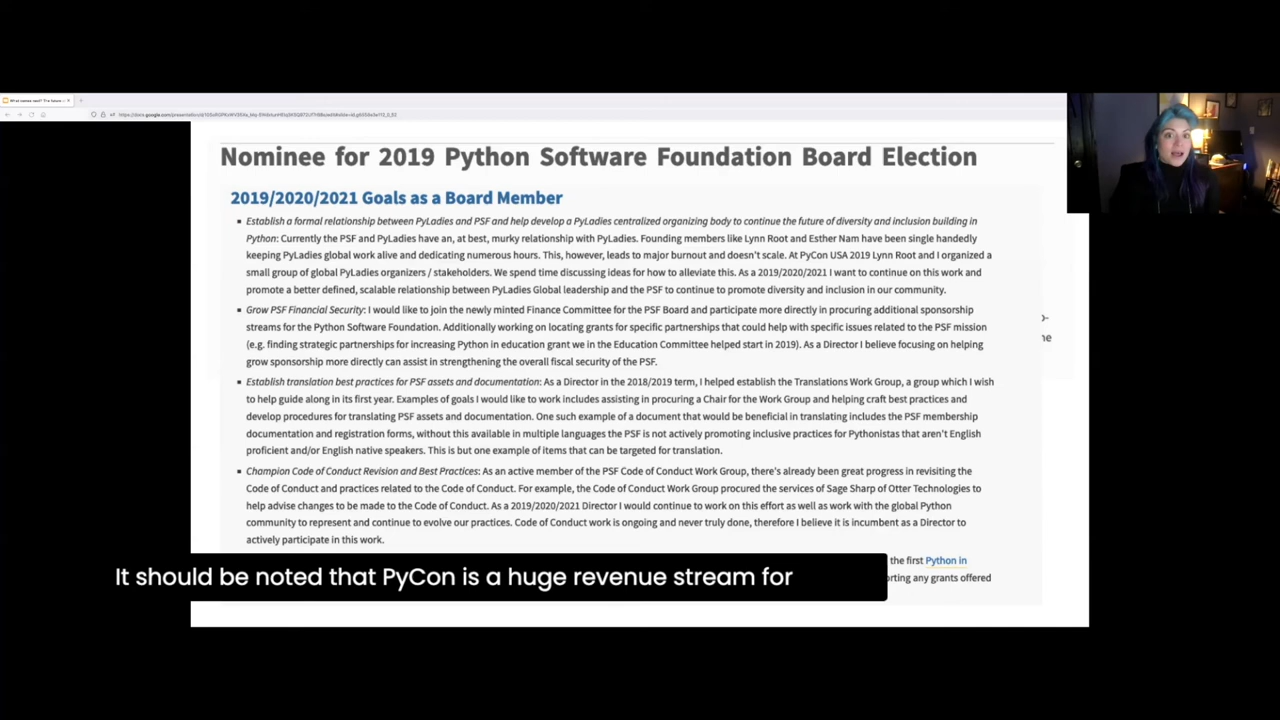 What comes next? The future o
https://docs.google.com/presentation/d/
Nominee for 2019 Python Software Foundation Board Election
2019/2020/2021 Goals as a Board Member
Establish a formal relationship between PyLadies and PSF and help develop a PyLadies centralized organizing body to continue the future of diversity and inclusion building in
Python: Currently the PSF and PyLadies have an, at best, murky relationship with PyLadies. Founding members like Lynn Root and Esther Nam have been single handedly
keeping PyLadies global work alive and dedicating numerous hours. This, however, leads to major burnout and doesn't scale. At PyCon USA 2019 Lynn Root and I organized a
small group of global PyLadies organizers / stakeholders. We spend time discussing ideas for how to alleviate this. As a 2019/2020/2021 I want to continue on this work and
promote a better defined, scalable relationship between PyLadies Global leadership and the PSF to continue to promote diversity and inclusion in our community.
Grow PSF Financial Security: I would like to join the newly minted Finance Committee for the PSF Board and participate more directly in procuring additional sponsorship
streams for the Python Software Foundation. Additionally working on locating grants for specific partnerships that could help with specific issues related to the PSF mission
(e.g. finding strategic partnerships for increasing Python in education grant we in the Education Committee helped start in 2019). As a Director I believe focusing on helping
grow sponsorship more directly can assist in strengthening the overall fiscal security of the PSF.
Establish translation best practices for PSF assets and documentation: As a Director in the 2018/2019 term, I helped establish the Translations Work Group, a group which I wish
to help guide along in its first year. Examples of goals I would like to work includes assisting in procuring a Chair for the Work Group and helping craft best practices and
develop procedures for translating PSF assets and documentation. One such example of a document that would be beneficial in translating includes the PSF membership
documentation and registration forms, without this available in multiple languages the PSF is not actively promoting inclusive practices for Pythonistas that aren't English
proficient and/or English native speakers. This is but one example of items that can be targeted for translation.
Champion Code of Conduct Revision and Best Practices: As an active member of the PSF Code of Conduct Work Group, there's already been great progress in revisiting the
Code of Conduct and practices related to the Code of Conduct. For example, the Code of Conduct Work Group procured the services of Sage Sharp of Otter Technologies to
help advise changes to be made to the Code of Conduct. As a 2019/2020/2021 Director I would continue to work on this effort as well as work with the global Python
community to represent and continue to evolve our practices. Code of Conduct work is ongoing and never truly done, therefore I believe it is incumbent as a Director to
actively participate in this work.
the first Python in
orting any grants offered
o-
ne
It should be noted that PyCon is a huge revenue stream for